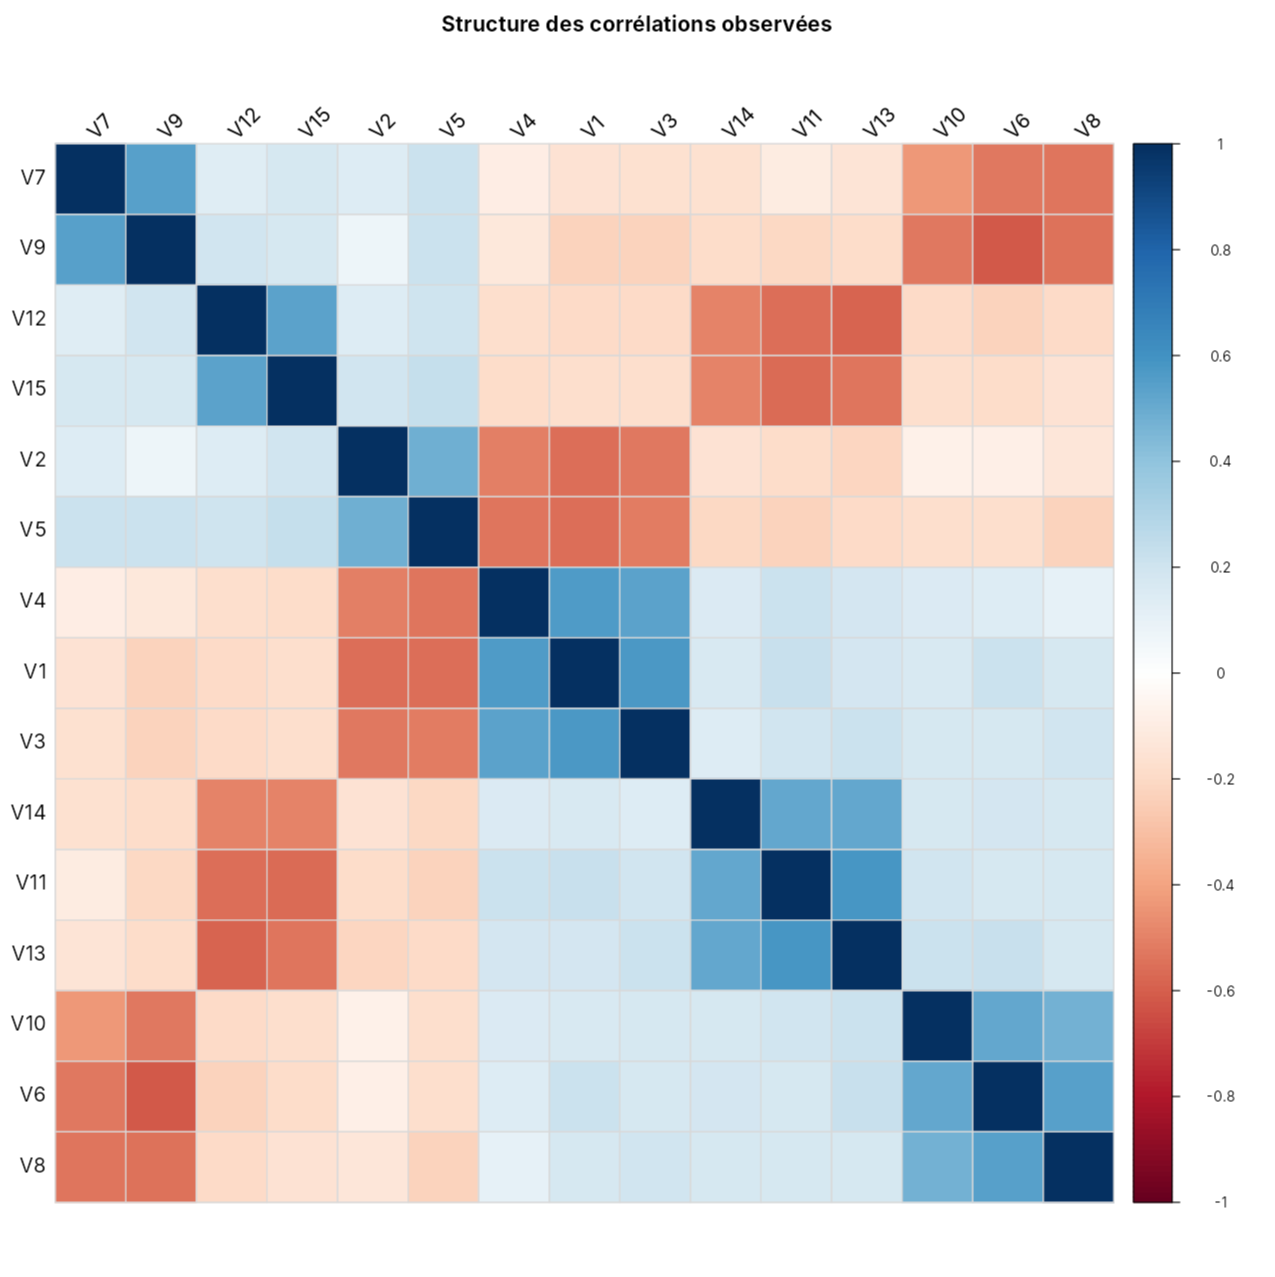 Structure des corrélations observées
V7 V9 V12 V15 V2 V5 V4 V1 V3 V14 V11 V13 V10 V6 V8
V7
V9
V12
V15
V2
V5
V4
V1
V3
V14
V11
V13
V10
V6
V8
1
0.8
0.6
0.4
0.2
0
-0.2
-0.4
-0.6
-0.8
-1